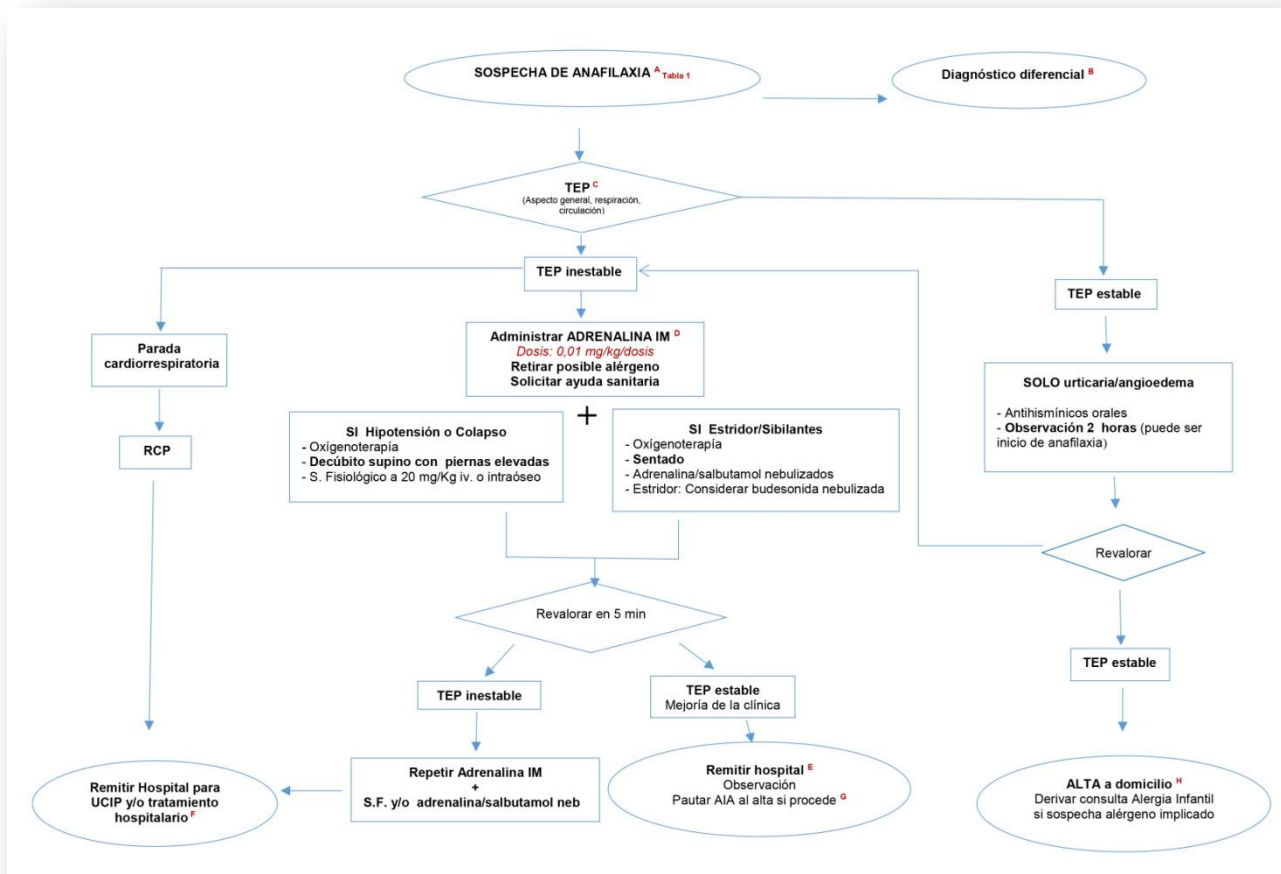 SOSPECHA DE ANAFILAXIA A Tabla 1
Diagnóstico diferencial B
TEP C
(Aspecto general, respiración,
circulación)
TEP inestable
TEP estable
Parada
cardiorrespiratoria
Administrar ADRENALINA IM D
Dosis: 0,01 mg/kg/dosis
Retirar posible alérgeno
Solicitar ayuda sanitaria
SOLO urticaria/angioedema
- Antihismínicos orales
- Observación 2 horas (puede ser
inicio de anafilaxia)
+
RCP
SI Hipotensión o Colapso
- Oxígenoterapía
- Decúbito supino con piernas elevadas
- S. Fisiológico a 20 mg/Kg iv. o intraóseo
SI Estridor/Sibilantes
- Oxígenoterapía
- Sentado
- Adrenalina/salbutamol nebulizados
- Estridor: Considerar budesonida nebulizada
Revalorar
Revalorar en 5 min
TEP estable
TEP inestable
TEP estable
Mejoría de la clínica
Remitir Hospital para
UCIP y/o tratamiento
hospitalario F
Repetir Adrenalina IM
+
S.F. y/o adrenalina/salbutamol neb
Remitir hospital E
Observación
Pautar AIA al alta si procede G
ALTA a domicilio H
Derivar consulta Alergia Infantil
si sospecha alérgeno implicado